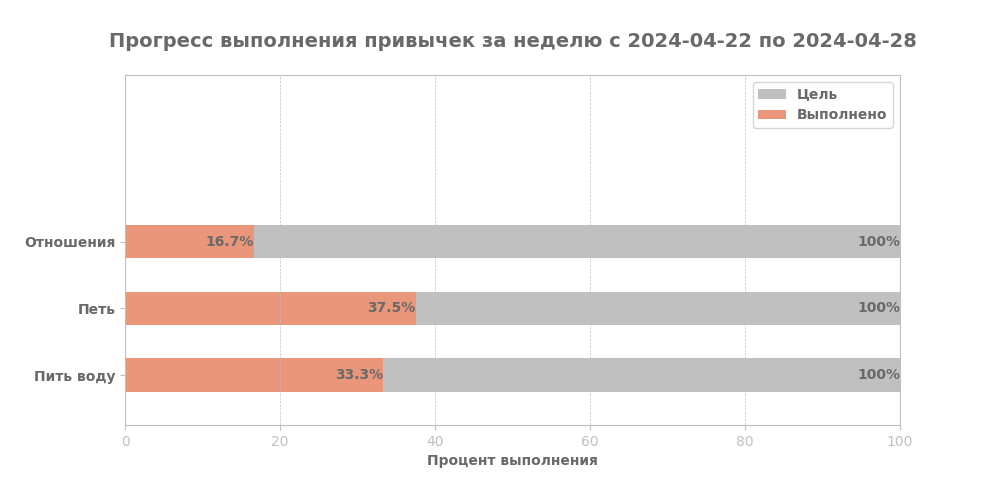 Прогресс выполнения привычек за неделю с 2024-04-22 по 2024-04-28
Цель
Выполнено
Отношения 16.7% 100%
Петь 37.5% 100%
Пить воду 33.3% 100%
0 20 40 60 80 100
Процент выполнения